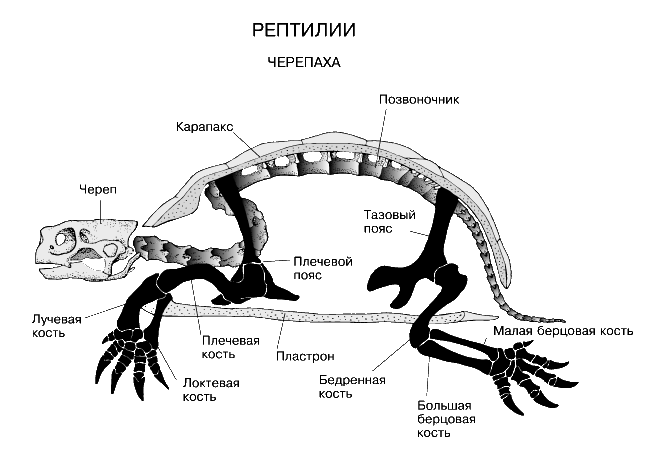 РЕПТИЛИИ
ЧЕРЕПАХА
Позвоночник
Карапакс
Череп
Тазовый
пояс
Плечевой
пояс
Лучевая
кость
Плечевая
кость
Пластрон
Малая берцовая кость
Локтевая
кость
Бедренная
кость
Большая
берцовая
кость